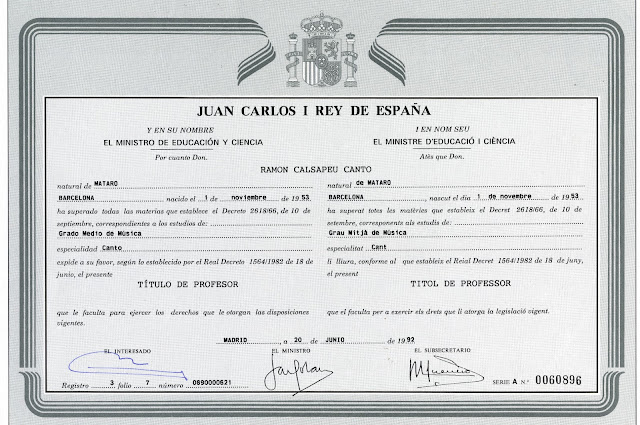 JUAN CARLOS I REY DE ESPAÑA
Y EN SU NOMBRE
EL MINISTRO DE EDUCACIÓN Y CIENCIA
Por cuanto Don.
I EN NOM SEU
EL MINISTRE D'EDUCACIÓ I CIÈNCIA
Atès que Don.
RAMON CALSAPEU CANTO
natural de MATARO
BARCELONA nacido el 1 de noviembre de 1953
ha superado todas las materias que establece el Decreto 2618/66, de 10 de
septiembre, correspondientes a los estudios de:
Grado Medio de Música
especialidad Canto
expide a su favor, según lo establecido por el Real Decreto 1564/1982 de 18 de
junio, el presente
TÍTULO DE PROFESOR
que le faculta para ejercer los derechos que le otorgan las disposiciones
vigentes.
natural de MATARO
BARCELONA, nascut el dia 1 de novembre de 1953
ha superat totes les matèries que estableix el Decret 2618/66, de 10 de
setembre, corresponents als estudis de:
Grau Mitjà de Música
especialitat Cant
li lliura, conforme al que estableix el Reial Decret 1564/1982 de 18 de juny,
el present
TITOL DE PROFESSOR
que el faculta per a exercir els drets que li atorga la legislació vigent.
MADRID, a 20 de JUNIO de 1992
EL INTERESADO
EL MINISTRO
EL SUBSECRETARIO
Registro 3 folio 7 número 0890000621
SERIE A N.º 0060896